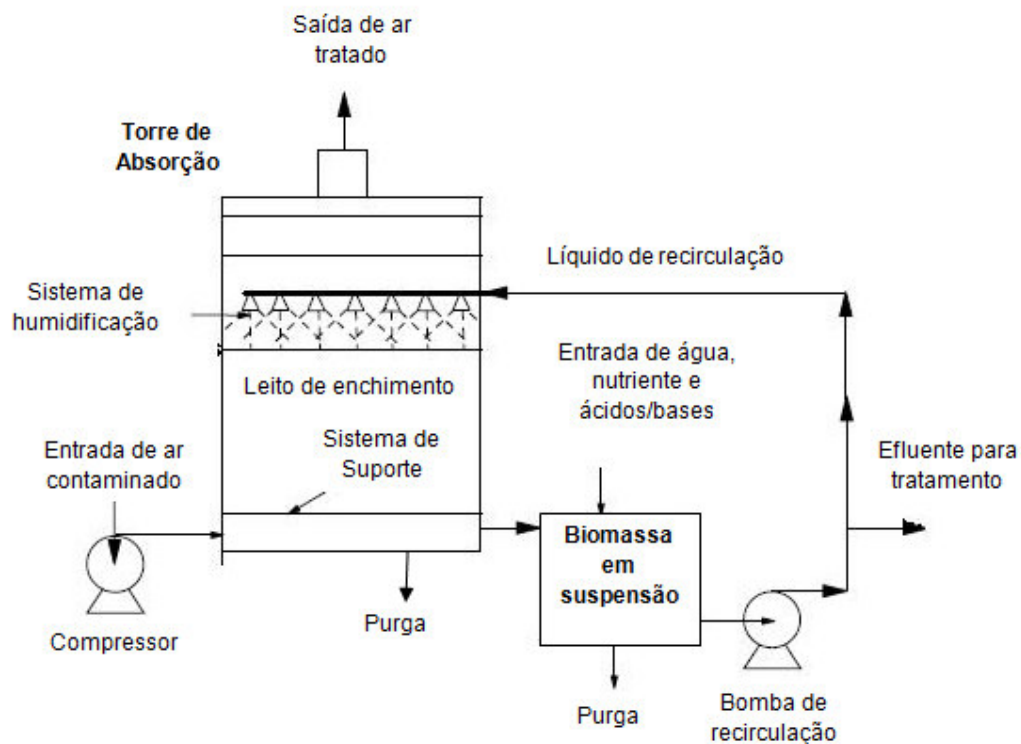 Saída de ar
tratado
Torre de
Absorção
Líquido de recirculação
Sistema de
humidificação
Entrada de água,
nutriente e
ácidos/bases
Leito de enchimento
Sistema de
Suporte
Entrada de ar
contaminado
Efluente para
tratamento
Biomassa
em
suspensão
Compressor
Purga
Purga
Bomba de
recirculação